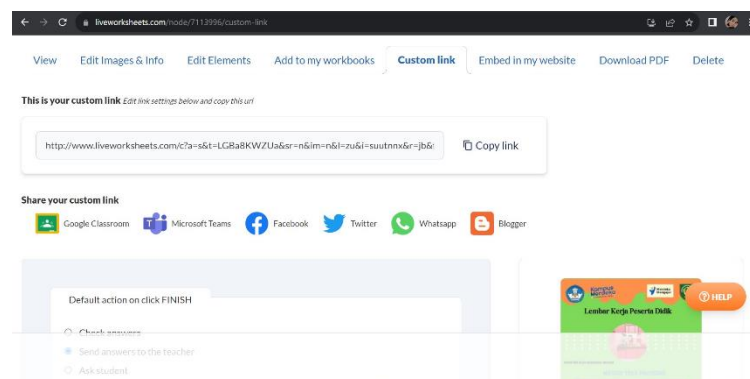 liveworksheets.com/node/7113996/custom-link
View Edit Images & Info Edit Elements Add to my workbooks Custom link Embed in my website Download PDF Delete
This is your custom link Edit link settings below and copy this url
http://www.liveworksheets.com/c?a=s&t=LGBa8KWZUa&sr=n&im=n&l=zu&i=suutnnx&r=jb&
Copy link
Share your custom link
Google Classroom Microsoft Teams Facebook Twitter Whatsapp Blogger
Default action on click FINISH
Check answers
Send answers to the teacher
Ask student
Kampus Merdeka
Lembar Kerja Peserta Didik
HELP